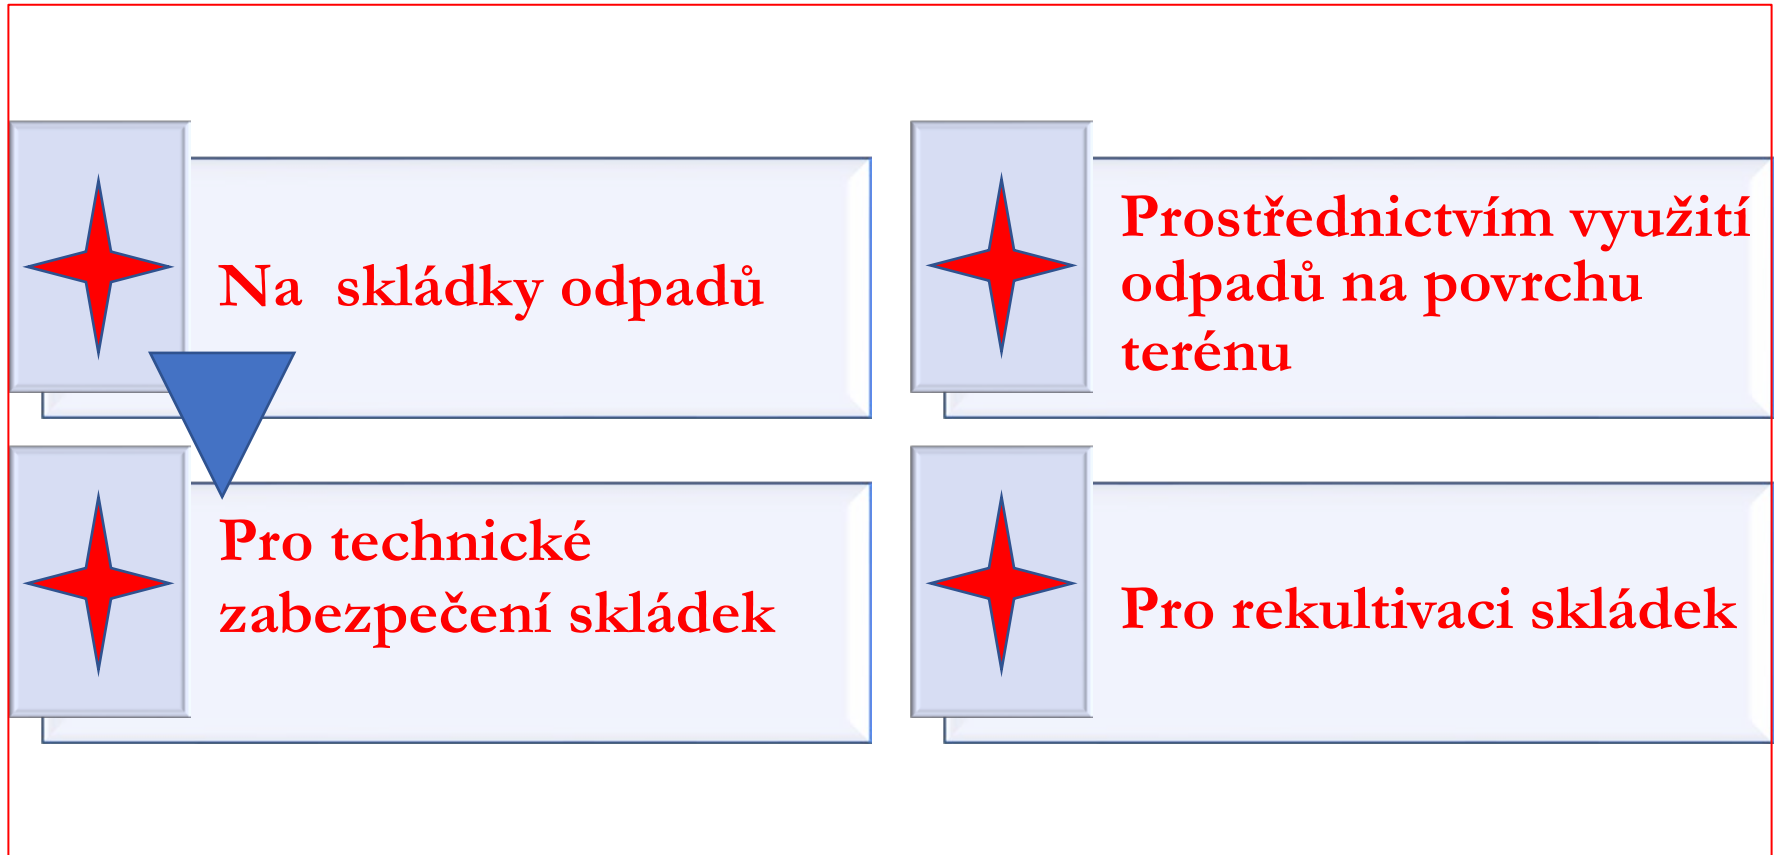 Na  skládky odpadů
Prostřednictvím využití
odpadů na povrchu
terénu
Pro technické
zabezpečení skládek
Pro rekultivaci skládek